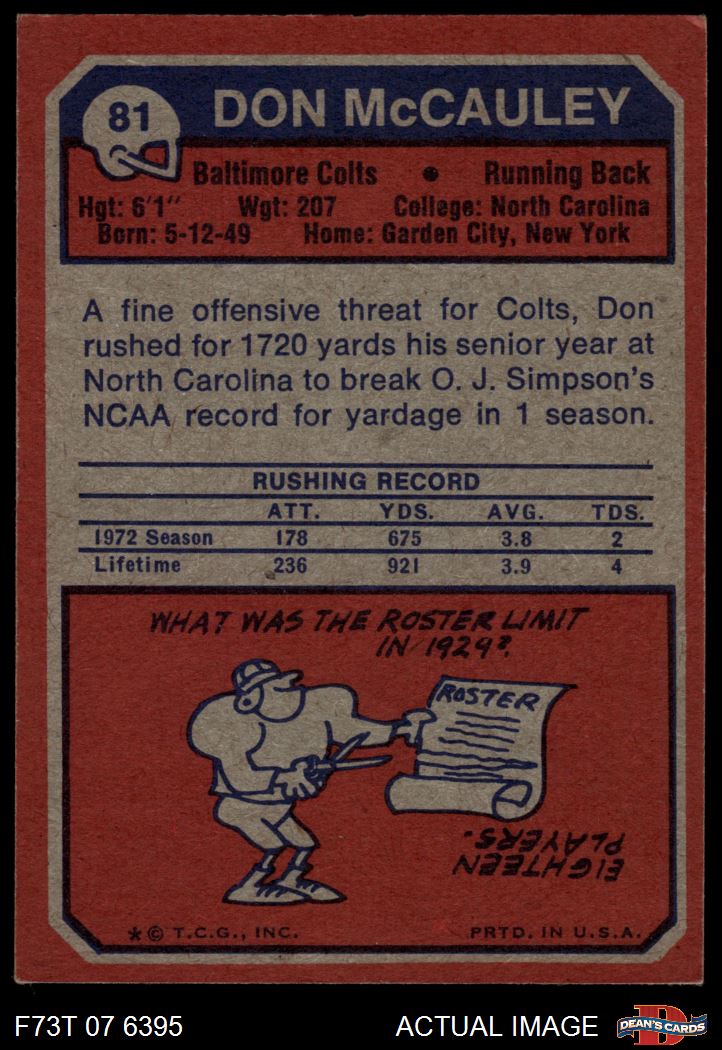 81
DON McCAULEY
Baltimore Colts • Running Back
Hgt: 6'1" Wgt: 207 College: North Carolina
Born: 5-12-49 Home: Garden City, New York
A fine offensive threat for Colts, Don
rushed for 1720 yards his senior year at
North Carolina to break O. J. Simpson's
NCAA record for yardage in 1 season.
RUSHING RECORD
ATT. YDS. AVG. TDS.
1972 Season 178 675 3.8 2
Lifetime 236 921 3.9 4
WHAT WAS THE ROSTER LIMIT
IN 1929?
ROSTER
EIGHTEEN
PLAYERS.
*© T.C.G., INC. PRTD. IN U.S.A.
F73T 07 6395 ACTUAL IMAGE
D
DEAN'S CARDS